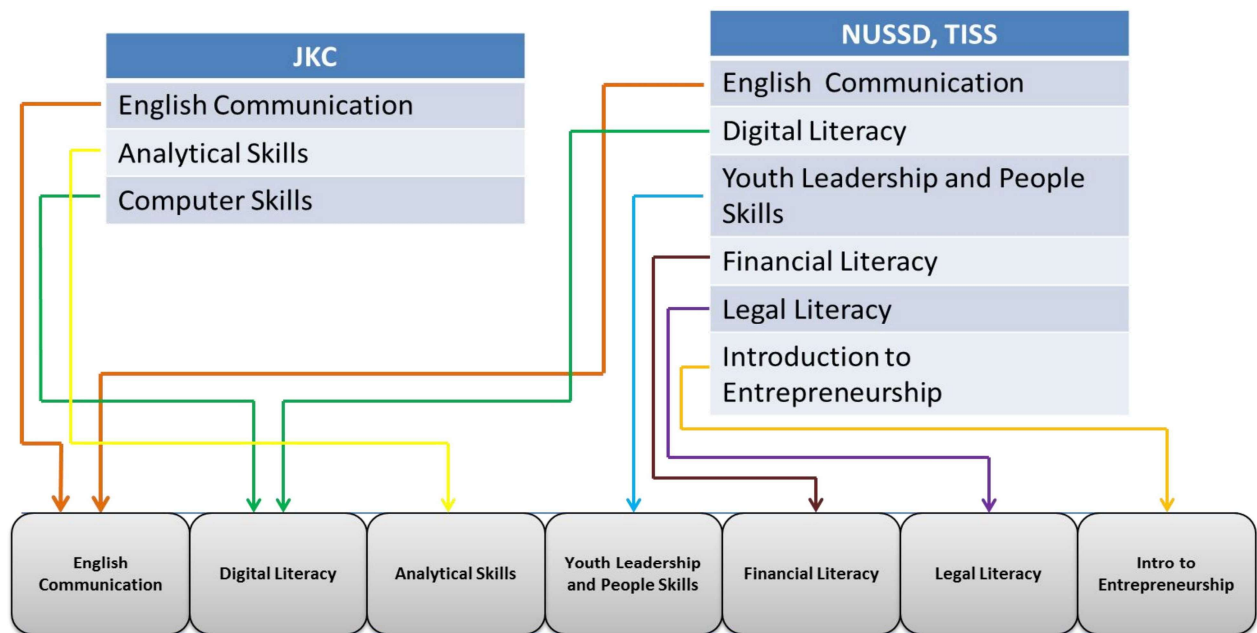 JKC
English Communication
Analytical Skills
Computer Skills
NUSSD, TISS
English Communication
Digital Literacy
Youth Leadership and People
Skills
Financial Literacy
Legal Literacy
Introduction to
Entrepreneurship
English
Communication
Digital Literacy
Analytical Skills
Youth Leadership
and People Skills
Financial Literacy
Legal Literacy
Intro to
Entrepreneurship